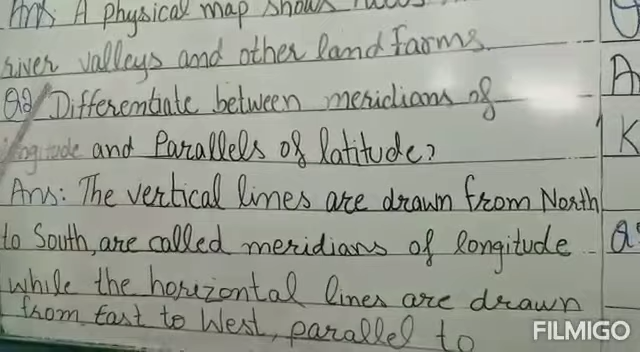 Ans: A physical map shows
river valleys and other land farms.
Q2 Differentiate between meridians of
longitude and Parallels of latitude?
Ans: The vertical lines are drawn from North
to South, are called meridians of longitude
while the horizontal lines are drawn
from East to West, parallel to
A
K
Q
FILMIGO